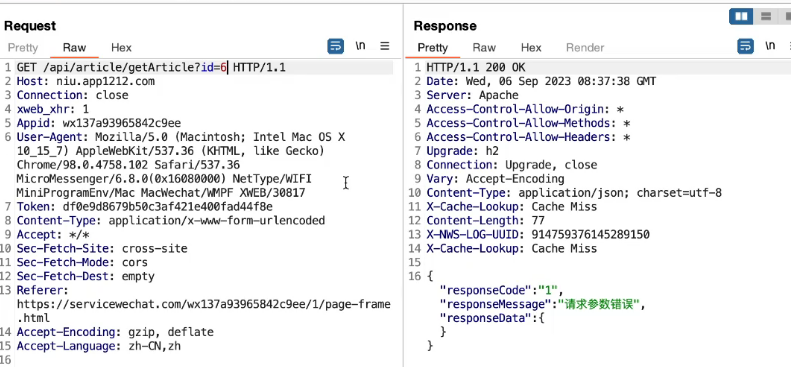 Request
Pretty Raw Hex
\n
1 GET /api/article/getArticle?id=6 HTTP/1.1
2 Host: niu.app1212.com
3 Connection: close
4 xweb_xhr: 1
5 Appid: wx137a93965842c9ee
6 User-Agent: Mozilla/5.0 (Macintosh; Intel Mac OS X
10_15_7) AppleWebKit/537.36 (KHTML, like Gecko)
Chrome/98.0.4758.102 Safari/537.36
MicroMessenger/6.8.0(0x16080000) NetType/WIFI
MiniProgramEnv/Mac MacWechat/WMPF XWEB/30817
7 Token: df0e9d8679b50c3af421e400fad44f8e
8 Content-Type: application/x-www-form-urlencoded
9 Accept: */*
10 Sec-Fetch-Site: cross-site
11 Sec-Fetch-Mode: cors
12 Sec-Fetch-Dest: empty
13 Referer:
https://servicewechat.com/wx137a93965842c9ee/1/page-frame
.html
14 Accept-Encoding: gzip, deflate
15 Accept-Language: zh-CN,zh
16
Response
Pretty Raw Hex Render
\n
1 HTTP/1.1 200 OK
2 Date: Wed, 06 Sep 2023 08:37:38 GMT
3 Server: Apache
4 Access-Control-Allow-Origin: *
5 Access-Control-Allow-Methods: *
6 Access-Control-Allow-Headers: *
7 Upgrade: h2
8 Connection: Upgrade, close
9 Vary: Accept-Encoding
10 Content-Type: application/json; charset=utf-8
11 X-Cache-Lookup: Cache Miss
12 Content-Length: 77
13 X-NWS-LOG-UUID: 914759376145289150
14 X-Cache-Lookup: Cache Miss
15
16 {
"responseCode":"1",
"responseMessage":"请求参数错误",
"responseData":{
}
}